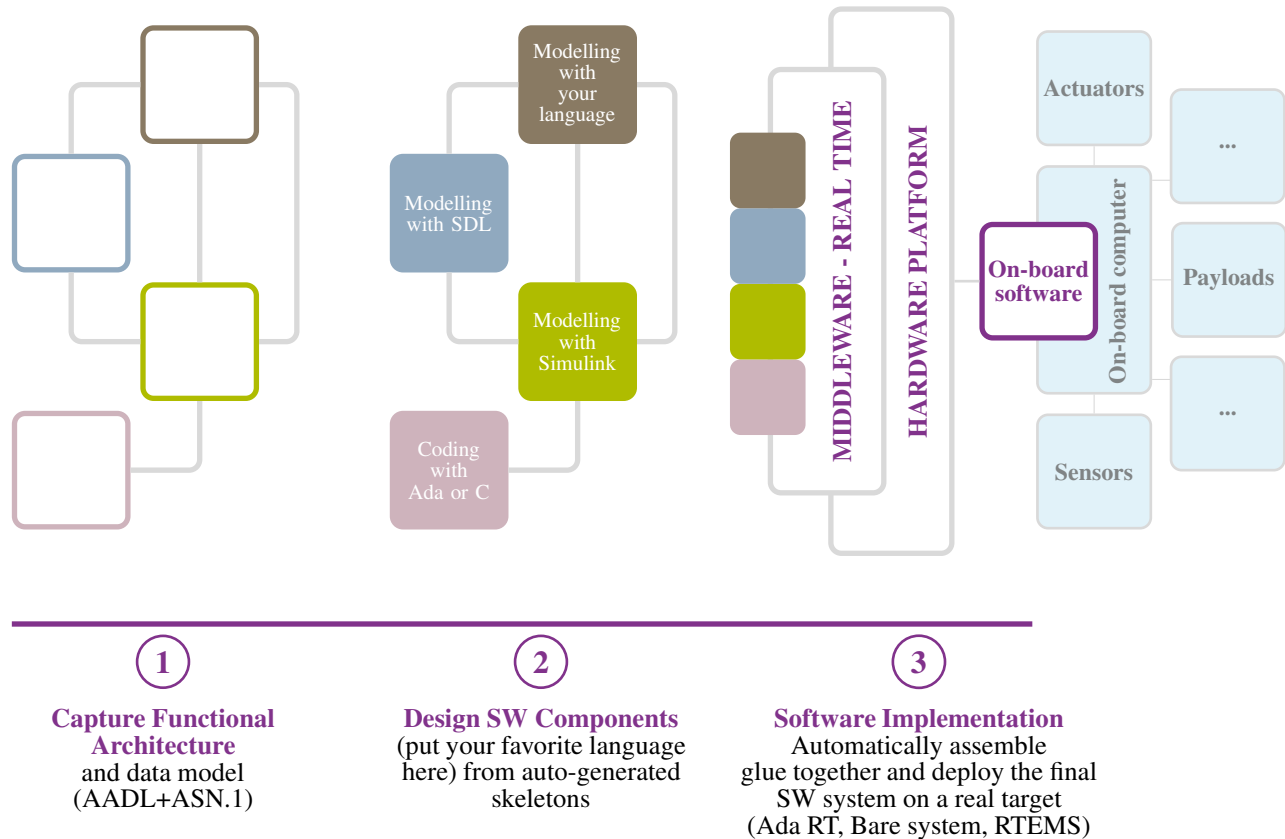 Modelling
with
your
language
Modelling
with SDL
Modelling
with
Simulink
Coding
with
Ada or C
MIDDLEWARE - REAL TIME
HARDWARE PLATFORM
On-board
software
On-board computer
Actuators
...
Payloads
...
Sensors
1
Capture Functional
Architecture
and data model
(AADL+ASN.1)
2
Design SW Components
(put your favorite language
here) from auto-generated
skeletons
3
Software Implementation
Automatically assemble
glue together and deploy the final
SW system on a real target
(Ada RT, Bare system, RTEMS)